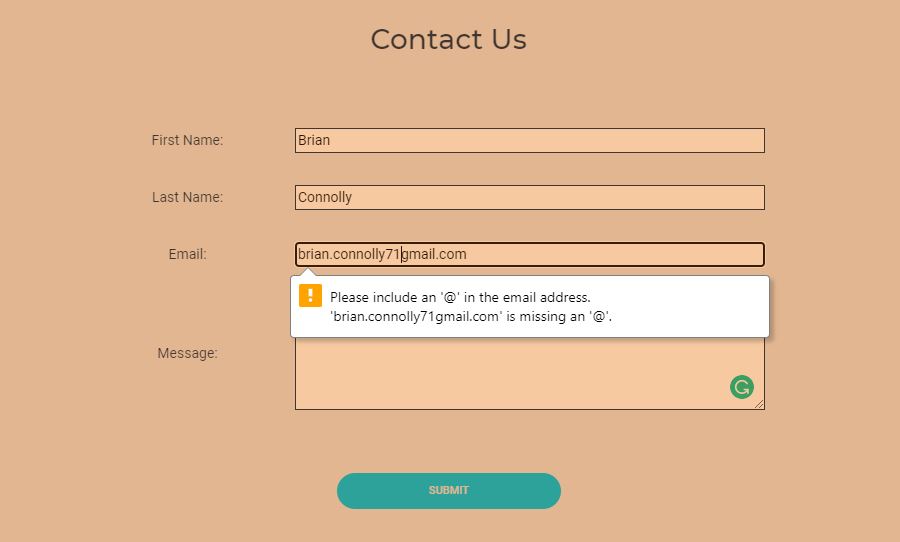 Contact Us
First Name: Brian
Last Name: Connolly
Email: brian.connolly71gmail.com
Please include an '@' in the email address.
'brian.connolly71gmail.com' is missing an '@'.
Message:
SUBMIT